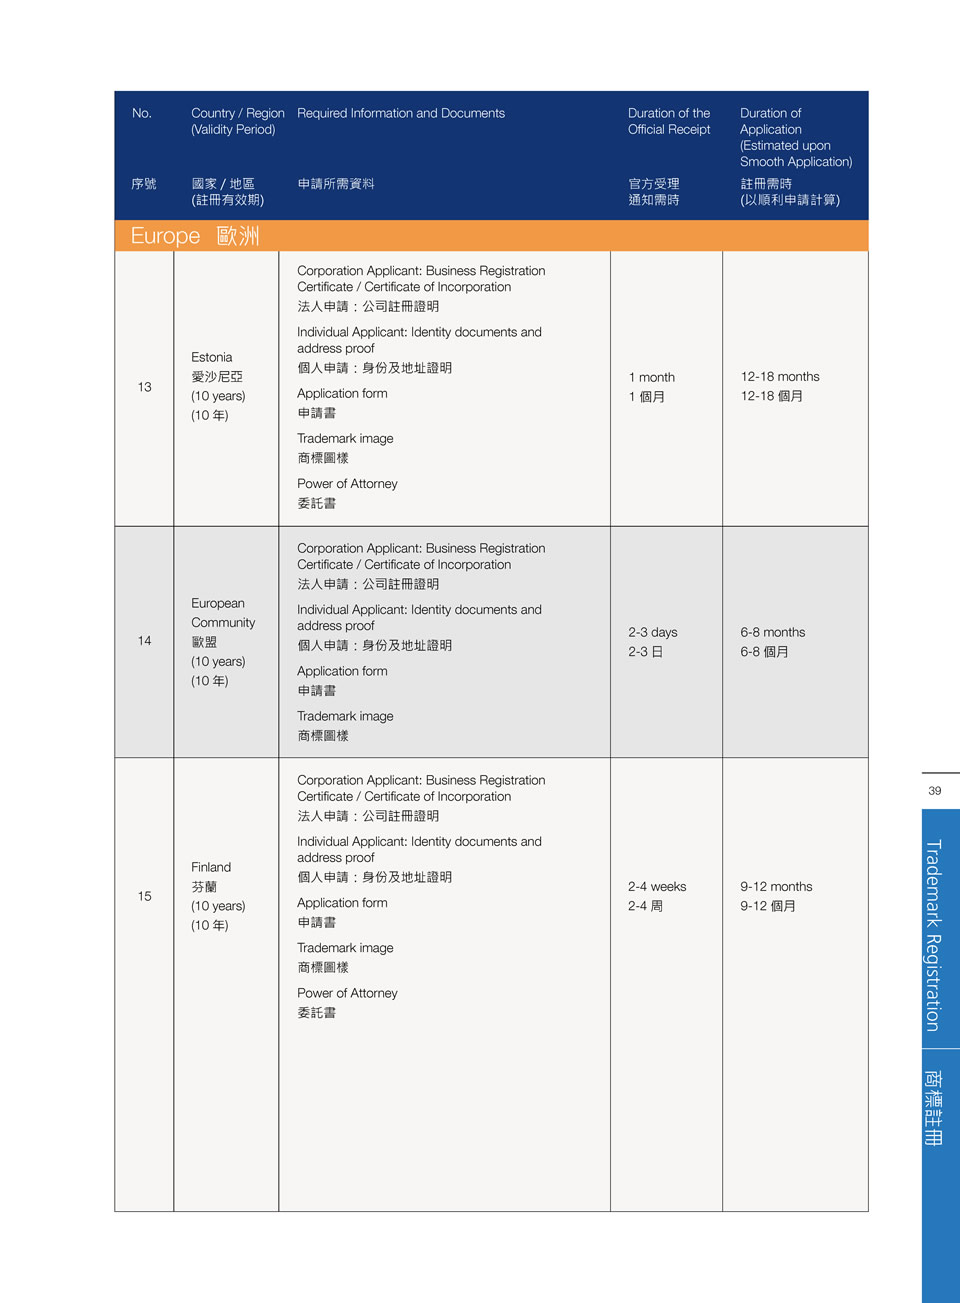 No.
Country / Region
(Validity Period)
Required Information and Documents
Duration of the
Official Receipt
Duration of
Application
(Estimated upon
Smooth Application)
序號
國家 / 地區
(註冊有效期)
申請所需資料
官方受理
通知需時
註冊需時
(以順利申請計算)
Europe 歐洲
13
Estonia
愛沙尼亞
(10 years)
(10 年)
Corporation Applicant: Business Registration
Certificate / Certificate of Incorporation
法人申請：公司註冊證明
Individual Applicant: Identity documents and
address proof
個人申請：身份及地址證明
Application form
申請書
Trademark image
商標圖樣
Power of Attorney
委託書
1 month
1 個月
12-18 months
12-18 個月
14
European
Community
歐盟
(10 years)
(10 年)
Corporation Applicant: Business Registration
Certificate / Certificate of Incorporation
法人申請：公司註冊證明
Individual Applicant: Identity documents and
address proof
個人申請：身份及地址證明
Application form
申請書
Trademark image
商標圖樣
2-3 days
2-3 日
6-8 months
6-8 個月
15
Finland
芬蘭
(10 years)
(10 年)
Corporation Applicant: Business Registration
Certificate / Certificate of Incorporation
法人申請：公司註冊證明
Individual Applicant: Identity documents and
address proof
個人申請：身份及地址證明
Application form
申請書
Trademark image
商標圖樣
Power of Attorney
委託書
2-4 weeks
2-4 周
9-12 months
9-12 個月
39
Trademark Registration
商標註冊